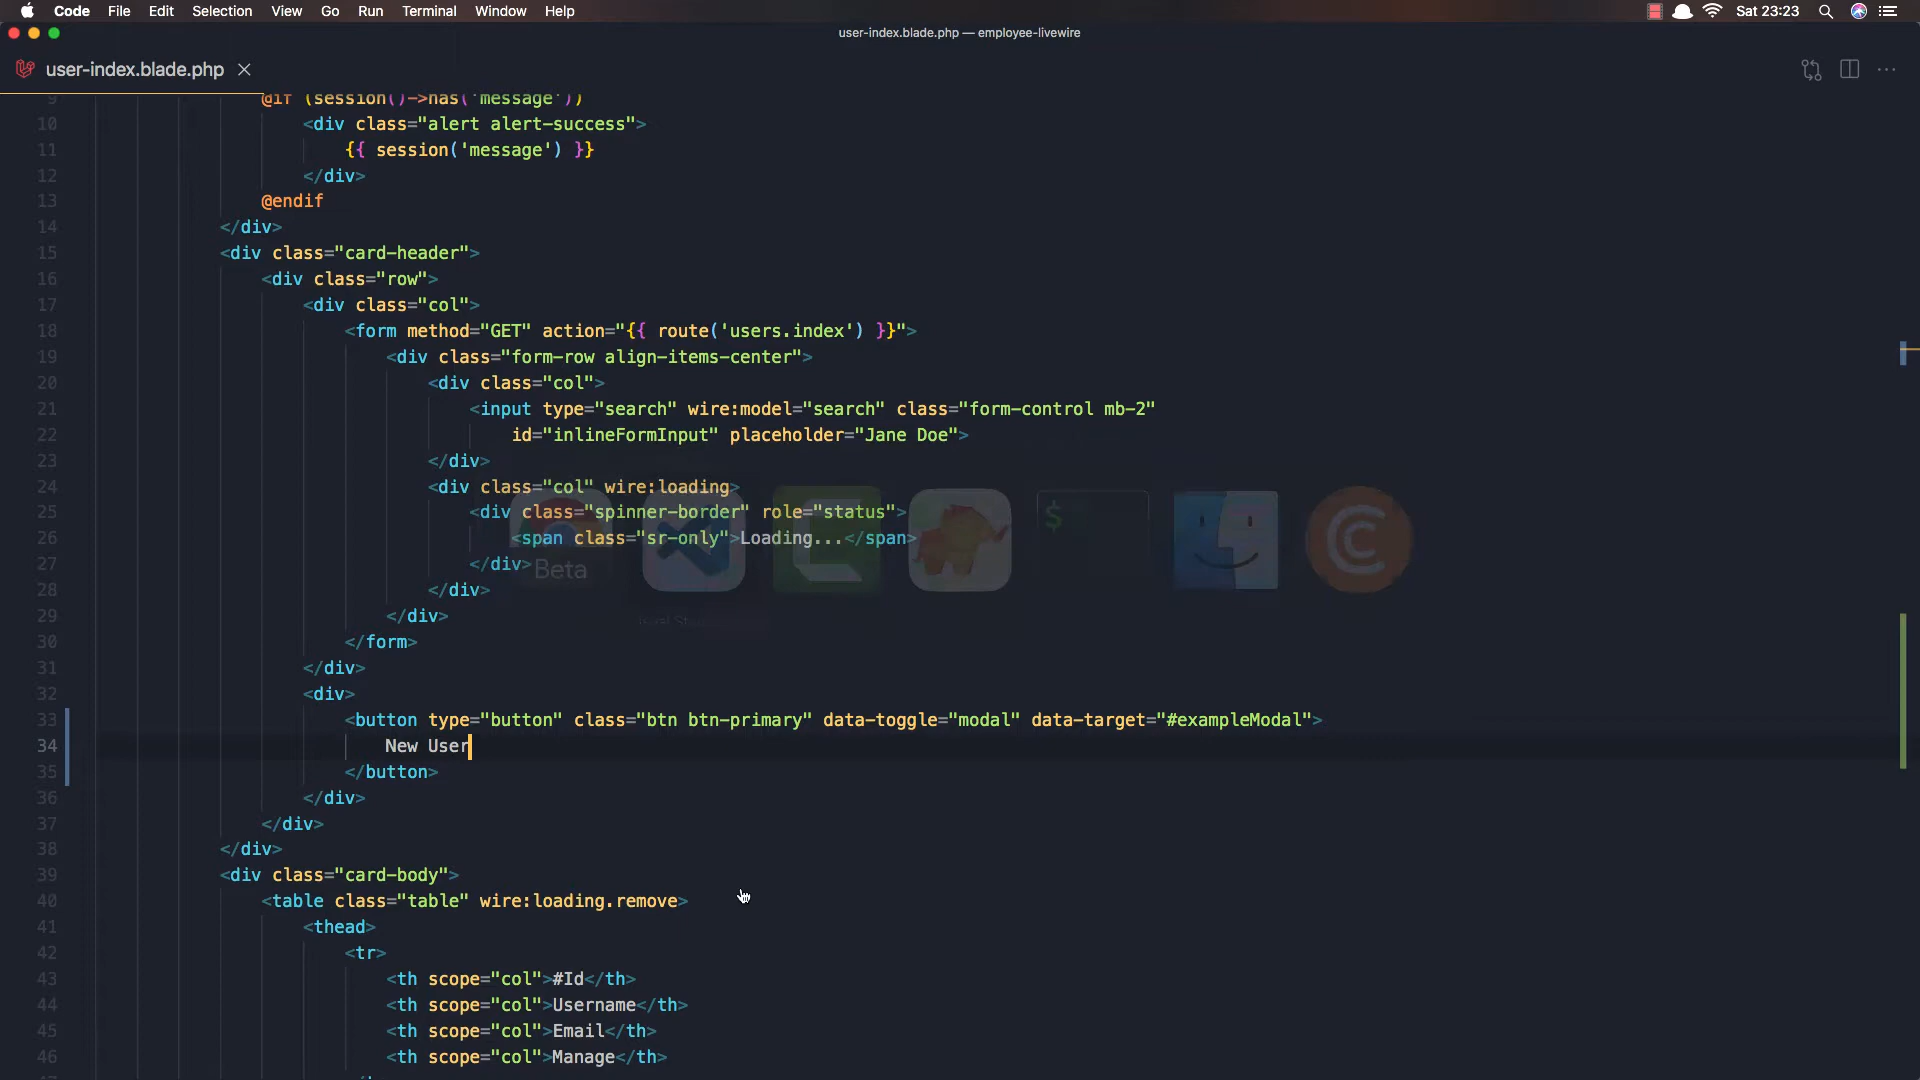 Code File Edit Selection View Go Run Terminal Window Help Sat 23:23
user-index.blade.php — employee-livewire
user-index.blade.php
9 @if (session()->has('message'))
10 <div class="alert alert-success">
11 {{ session('message') }}
12 </div>
13 @endif
14 </div>
15 <div class="card-header">
16 <div class="row">
17 <div class="col">
18 <form method="GET" action="{{ route('users.index') }}">
19 <div class="form-row align-items-center">
20 <div class="col">
21 <input type="search" wire:model="search" class="form-control mb-2"
22 id="inlineFormInput" placeholder="Jane Doe">
23 </div>
24 <div class="col" wire:loading>
25 <div class="spinner-border" role="status">
26 <span class="sr-only">Loading...</span>
27 </div>
Beta
28 </div>
29 </div>
30 </form>
31 </div>
32 <div>
33 <button type="button" class="btn btn-primary" data-toggle="modal" data-target="#exampleModal">
34 New User
35 </button>
36 </div>
37 </div>
38 </div>
39 <div class="card-body">
40 <table class="table" wire:loading.remove>
41 <thead>
42 <tr>
43 <th scope="col">#Id</th>
44 <th scope="col">Username</th>
45 <th scope="col">Email</th>
46 <th scope="col">Manage</th>